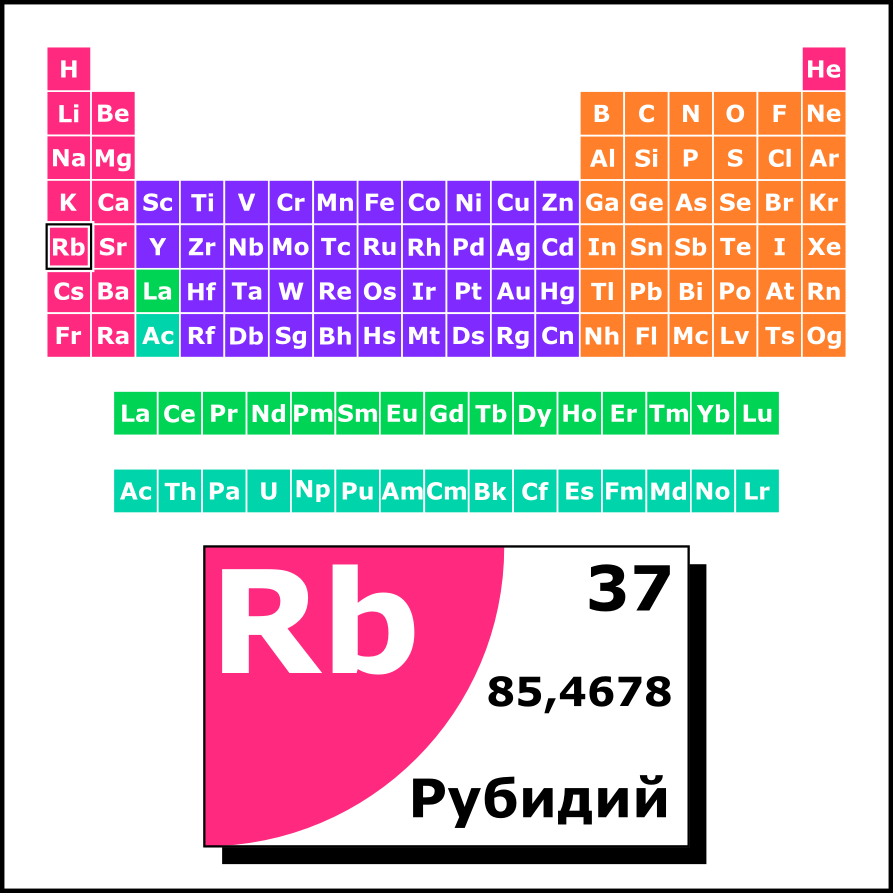 H He
Li Be B C N O F Ne
Na Mg Al Si P S Cl Ar
K Ca Sc Ti V Cr Mn Fe Co Ni Cu Zn Ga Ge As Se Br Kr
Rb Sr Y Zr Nb Mo Tc Ru Rh Pd Ag Cd In Sn Sb Te I Xe
Cs Ba La Hf Ta W Re Os Ir Pt Au Hg Tl Pb Bi Po At Rn
Fr Ra Ac Rf Db Sg Bh Hs Mt Ds Rg Cn Nh Fl Mc Lv Ts Og
La Ce Pr Nd Pm Sm Eu Gd Tb Dy Ho Er Tm Yb Lu
Ac Th Pa U Np Pu Am Cm Bk Cf Es Fm Md No Lr
Rb
37
85,4678
Рубидий